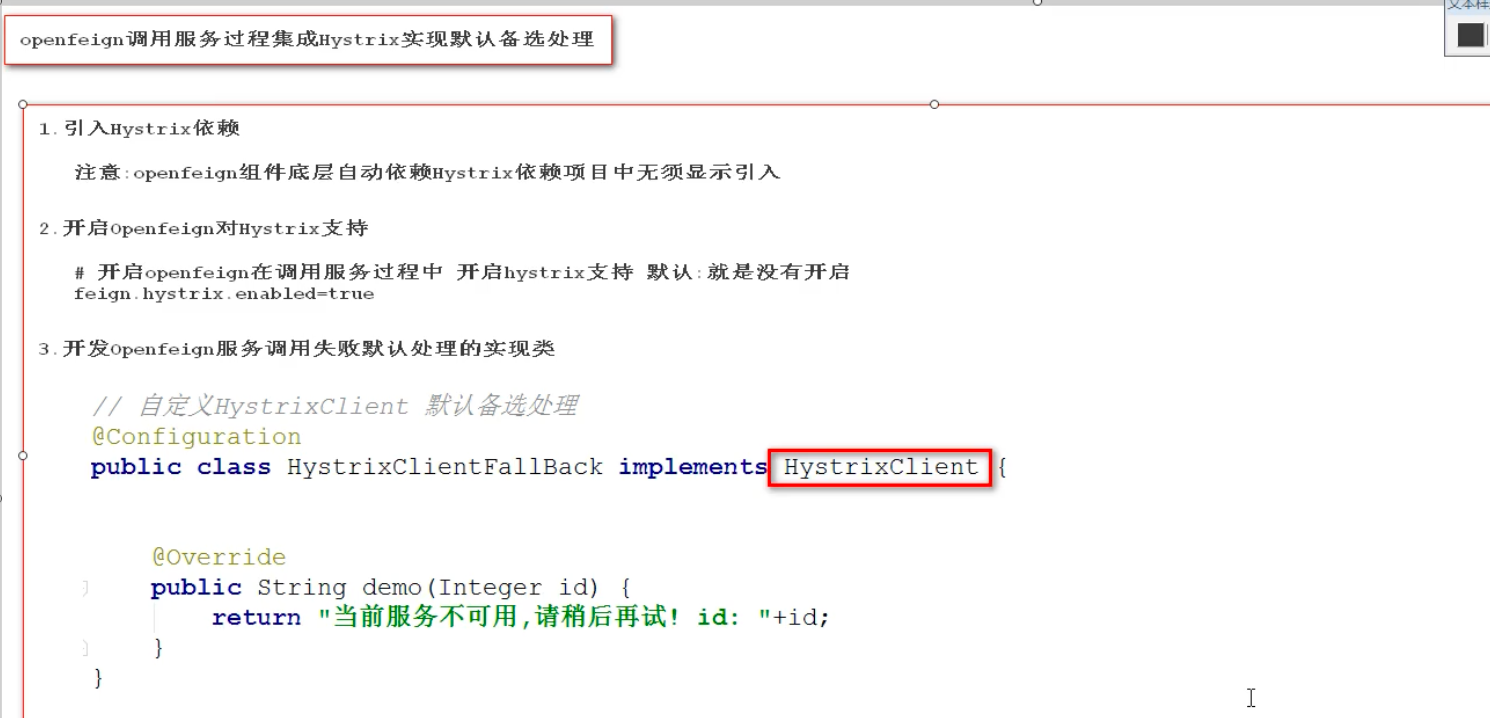 文本样
openfeign调用服务过程集成Hystrix实现默认备选处理
1.引入Hystrix依赖
注意:openfeign组件底层自动依赖Hystrix依赖项目中无须显示引入
2.开启Openfeign对Hystrix支持
# 开启openfeign在调用服务过程中 开启hystrix支持 默认:就是没有开启
feign.hystrix.enabled=true
3.开发Openfeign服务调用失败默认处理的实现类
// 自定义HystrixClient 默认备选处理
@Configuration
public class HystrixClientFallBack implements HystrixClient {
@Override
public String demo(Integer id) {
return "当前服务不可用,请稍后再试! id: "+id;
}
}